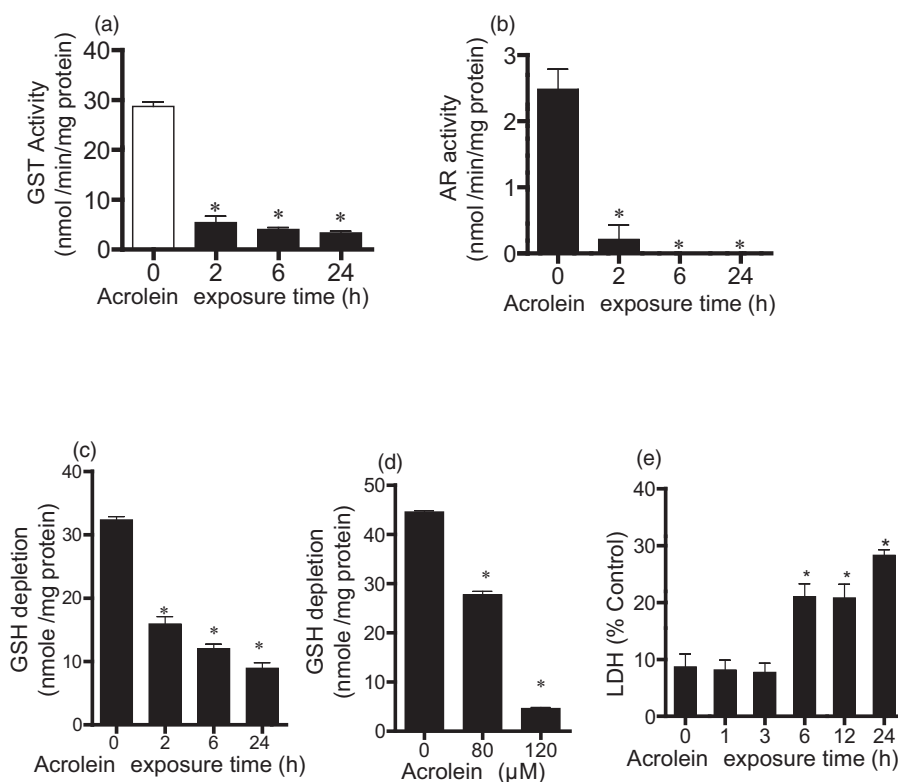 (a)
GST Activity
(nmol /min/mg protein)
40
30
20
10
0
* * *
0 2 6 24
Acrolein exposure time (h)
(b)
AR activity
(nmol /min/mg protein)
3
2
1
0
* * *
0 2 6 24
Acrolein exposure time (h)
(c)
GSH depletion
(nmole /mg protein)
40
30
20
10
0
* * *
0 2 6 24
Acrolein exposure time (h)
(d)
GSH depletion
(nmole /mg protein)
50
40
30
20
10
0
* *
0 80 120
Acrolein (µM)
(e)
LDH (% Control)
40
30
20
10
0
* * *
0 1 3 6 12 24
Acrolein exposure time (h)